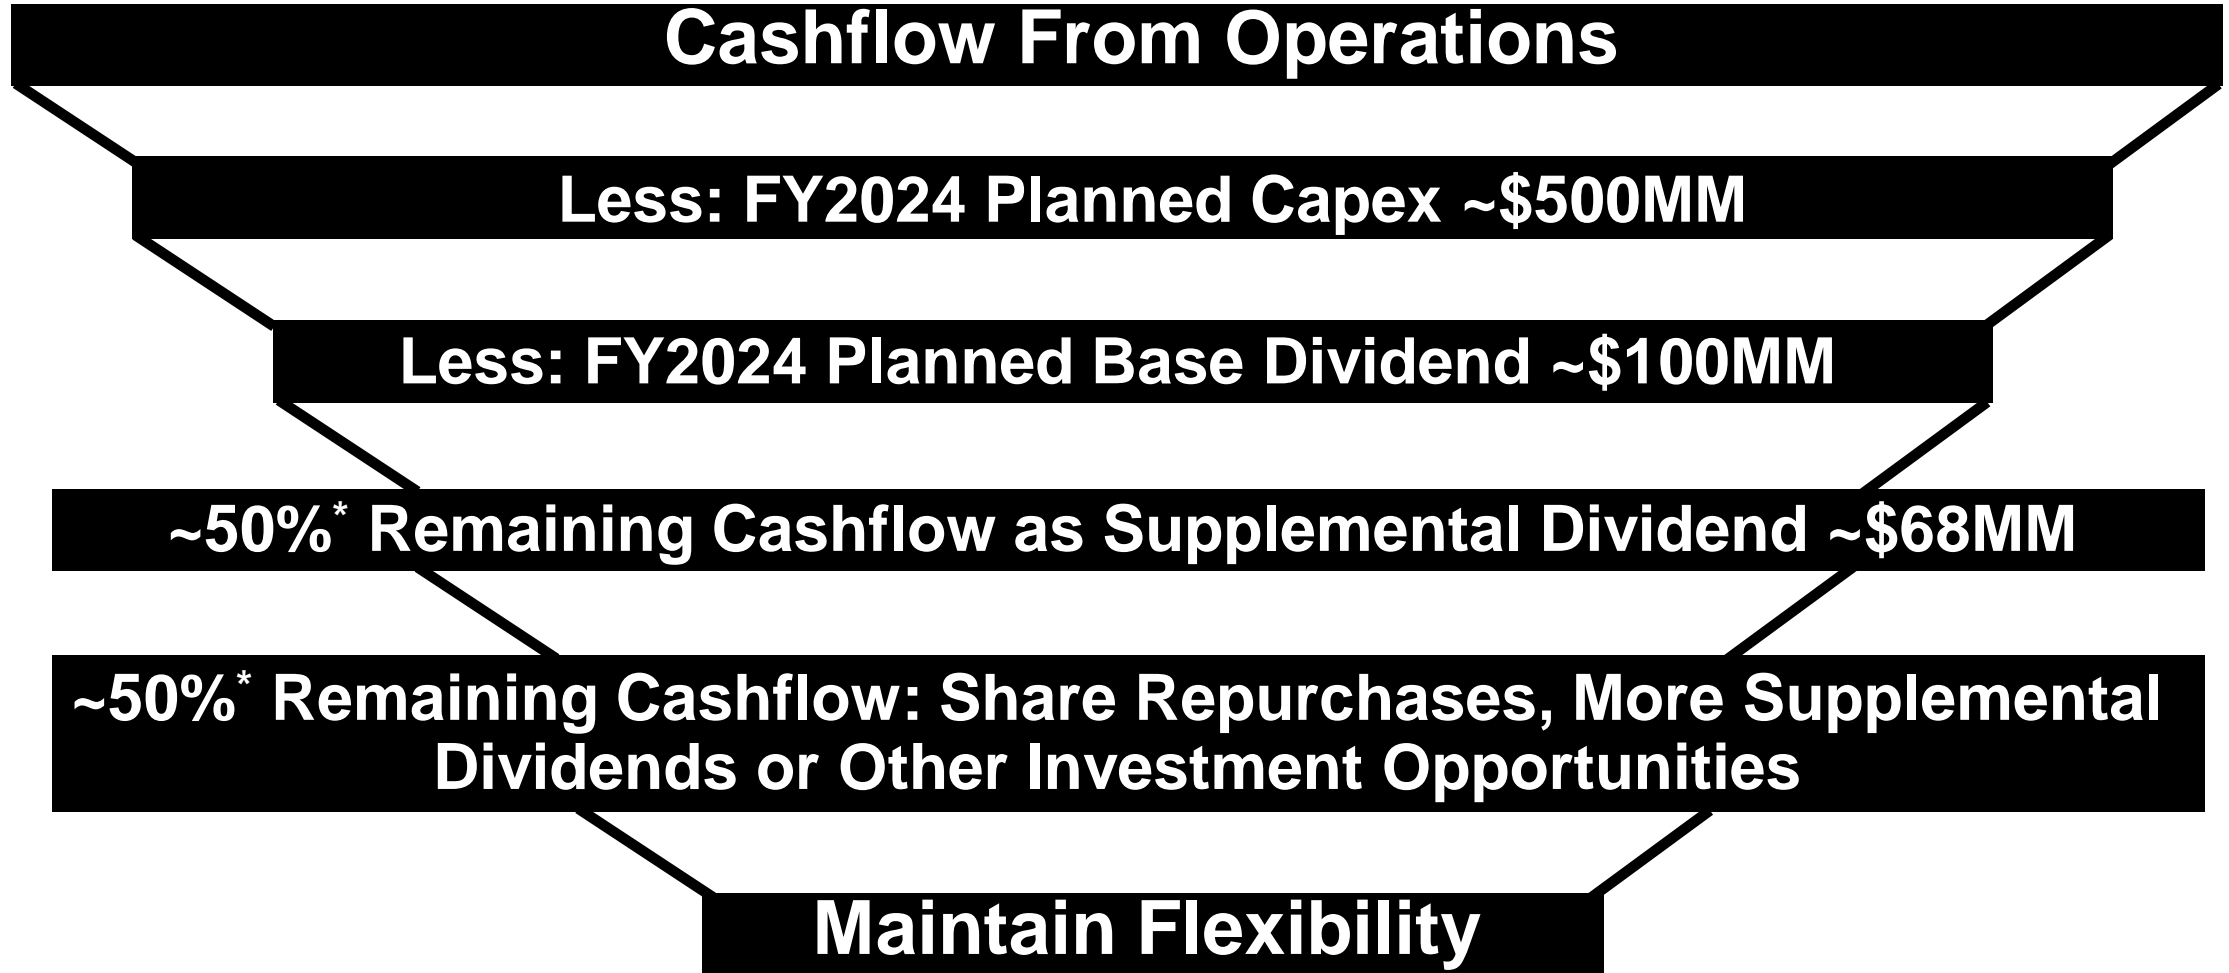 Cashflow From Operations
Less: FY2024 Planned Capex ~$500MM
Less: FY2024 Planned Base Dividend ~$100MM
~50%* Remaining Cashflow as Supplemental Dividend ~$68MM
~50%* Remaining Cashflow: Share Repurchases, More Supplemental
Dividends or Other Investment Opportunities
Maintain Flexibility